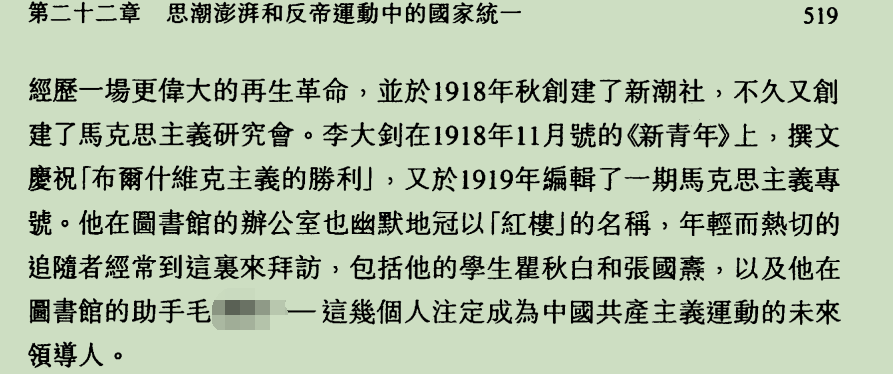 第二十二章 思潮澎湃和反帝運動中的國家統一 519
經歷一場更偉大的再生革命，並於1918年秋創建了新潮社，不久又創
建了馬克思主義研究會。李大釗在1918年11月號的《新青年》上，撰文
慶祝「布爾什維克主義的勝利」，又於1919年編輯了一期馬克思主義專
號。他在圖書館的辦公室也幽默地冠以「紅樓」的名稱，年輕而熱切的
追隨者經常到這裏來拜訪，包括他的學生瞿秋白和張國燾，以及他在
圖書館的助手毛——這幾個人注定成為中國共產主義運動的未來
領導人。